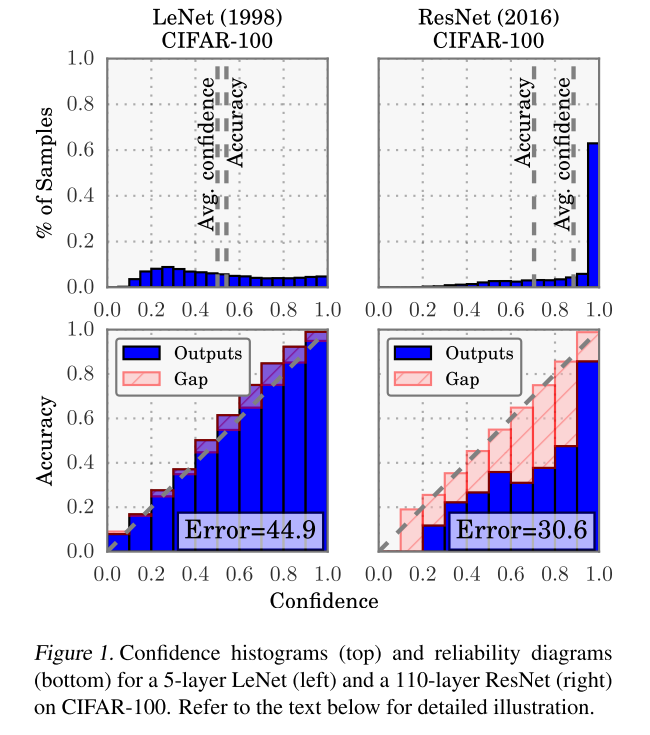 LeNet (1998)
CIFAR-100
ResNet (2016)
CIFAR-100
% of Samples
1.0
0.8
0.6
0.4
0.2
0.0
Avg. confidence
Accuracy
0.0 0.2 0.4 0.6 0.8 1.0
Accuracy
Avg. confidence
0.0 0.2 0.4 0.6 0.8 1.0
Accuracy
1.0
0.8
0.6
0.4
0.2
0.0
Outputs
Gap
Error=44.9
0.0 0.2 0.4 0.6 0.8 1.0
Outputs
Gap
Error=30.6
0.0 0.2 0.4 0.6 0.8 1.0
Confidence
Figure 1. Confidence histograms (top) and reliability diagrams
(bottom) for a 5-layer LeNet (left) and a 110-layer ResNet (right)
on CIFAR-100. Refer to the text below for detailed illustration.